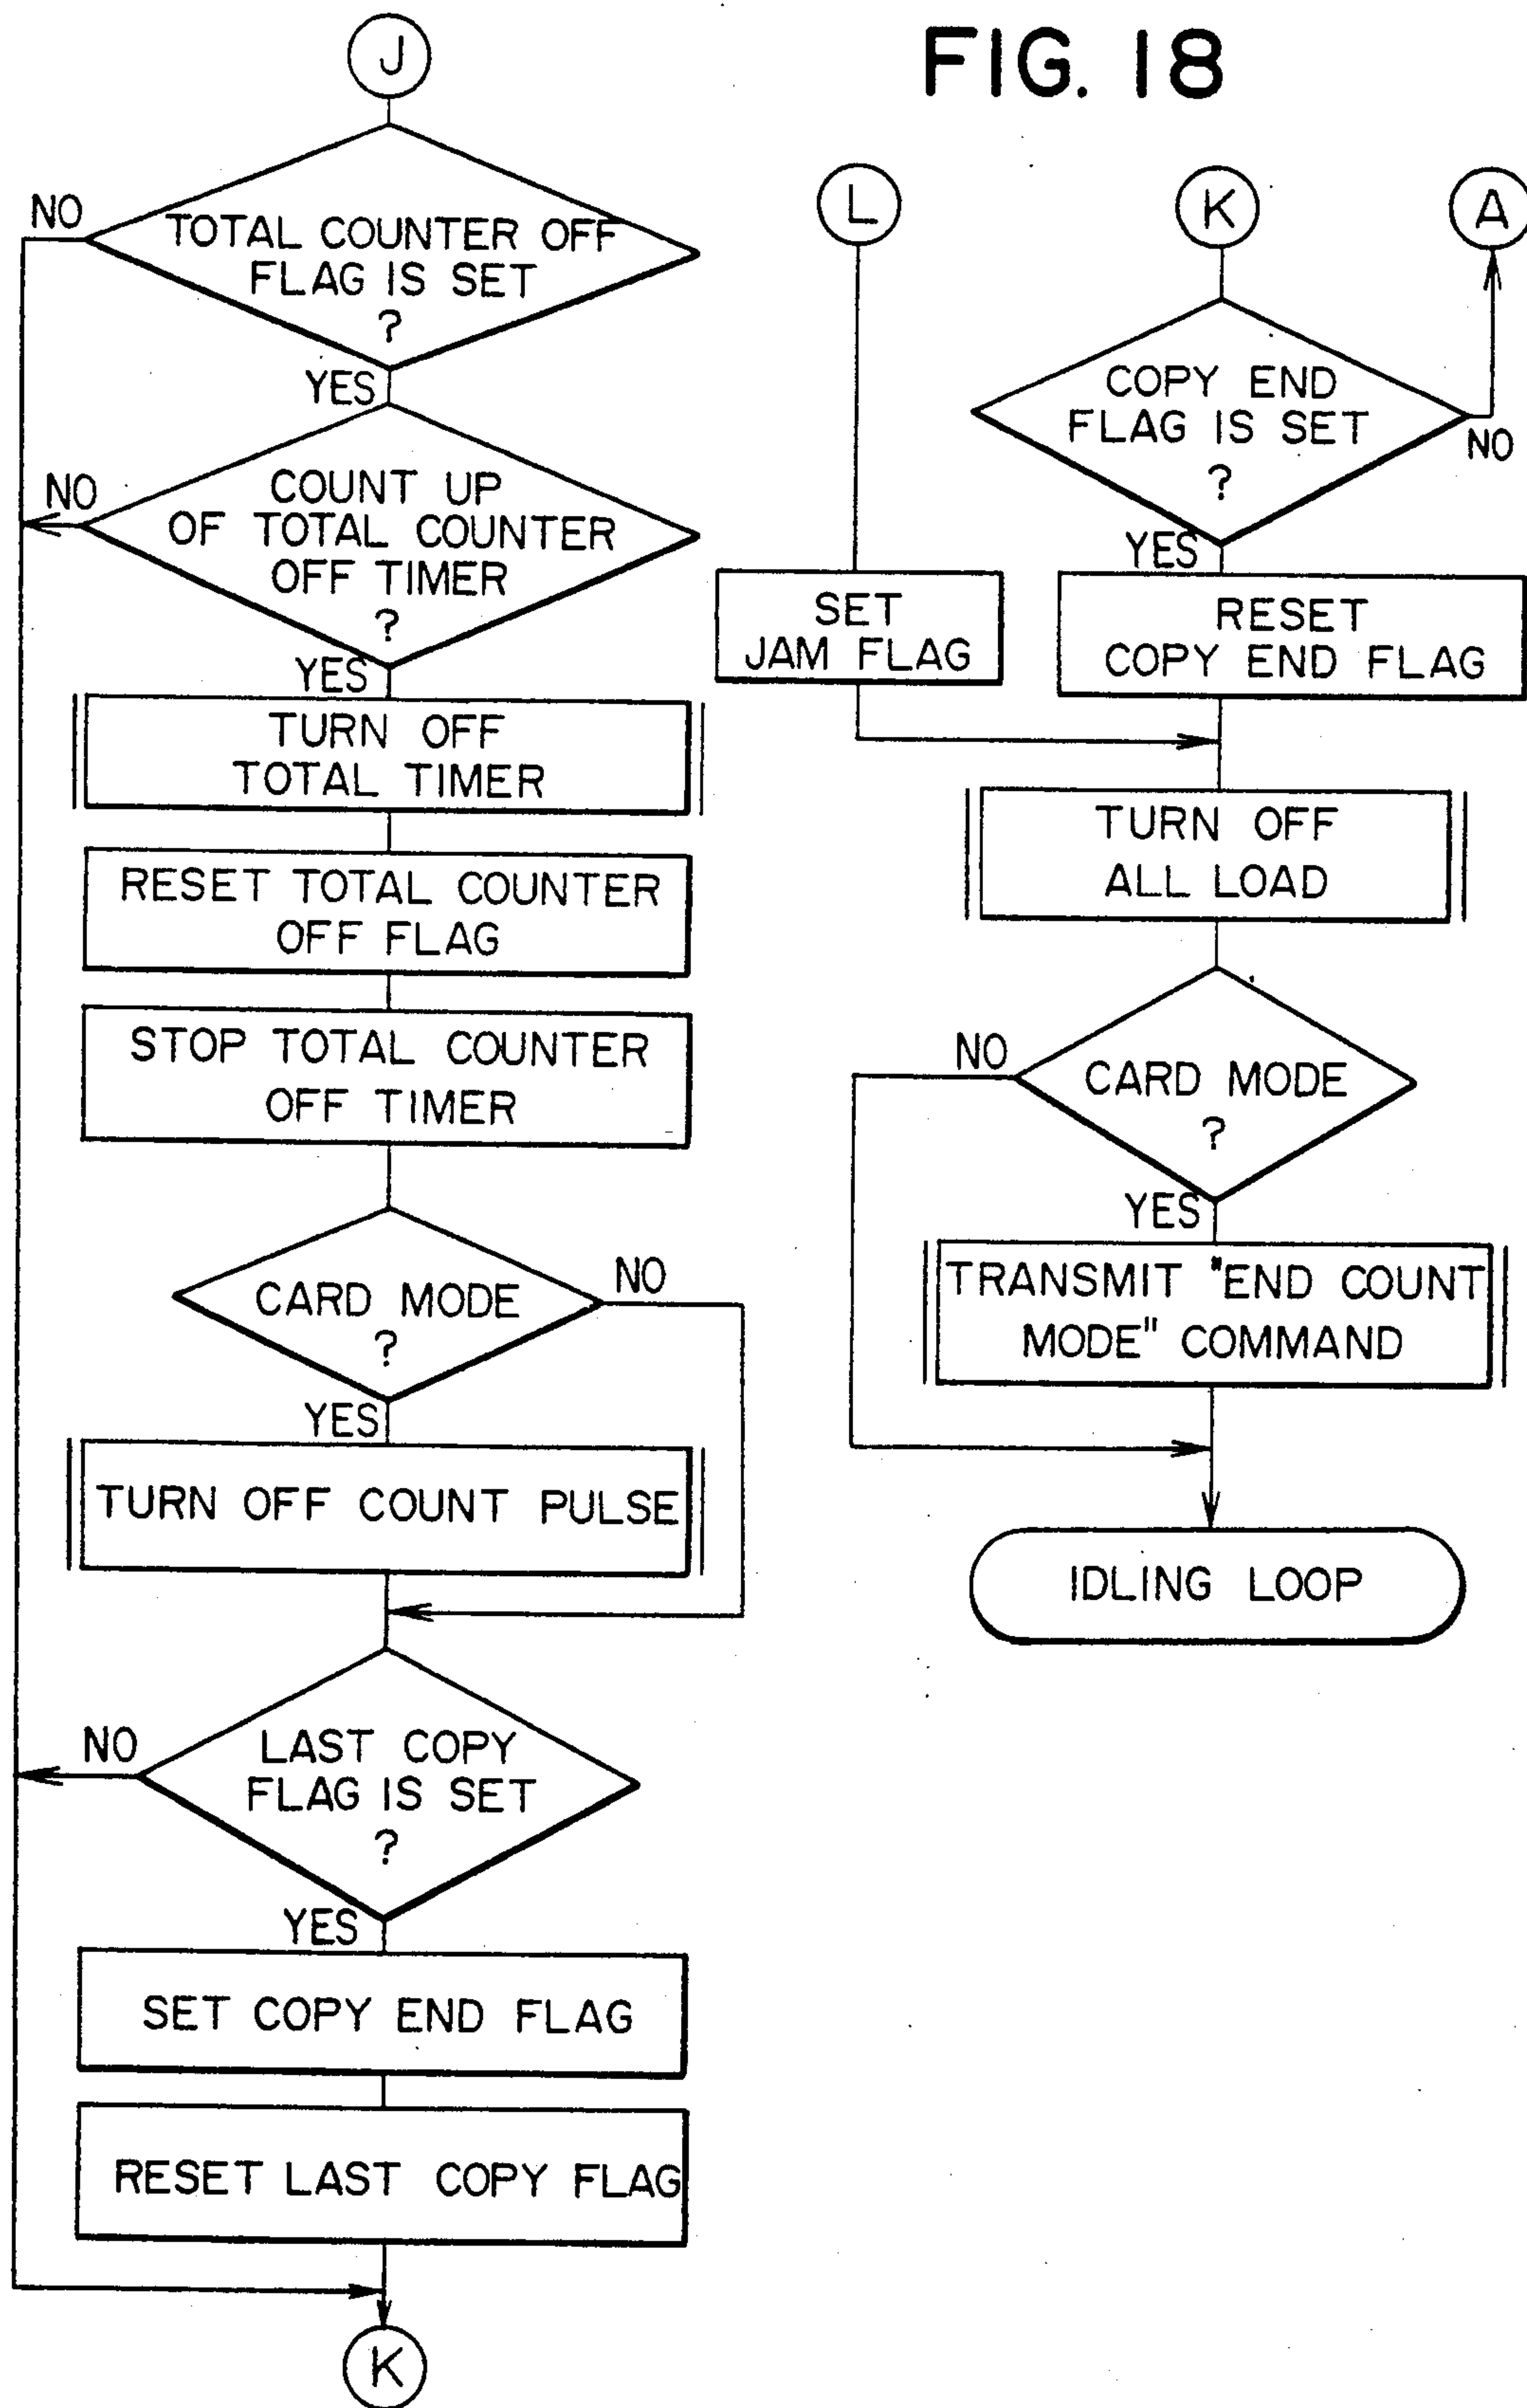 FIG. 18
J
NO
TOTAL COUNTER OFF
FLAG IS SET
?
YES
NO
COUNT UP
OF TOTAL COUNTER
OFF TIMER
?
YES
TURN OFF
TOTAL TIMER
RESET TOTAL COUNTER
OFF FLAG
STOP TOTAL COUNTER
OFF TIMER
CARD MODE
?
NO
YES
TURN OFF COUNT PULSE
NO
LAST COPY
FLAG IS SET
?
YES
SET COPY END FLAG
RESET LAST COPY FLAG
K
L
SET
JAM FLAG
K
A
COPY END
FLAG IS SET
?
NO
YES
RESET
COPY END FLAG
TURN OFF
ALL LOAD
NO
CARD MODE
?
YES
TRANSMIT "END COUNT
MODE" COMMAND
IDLING LOOP